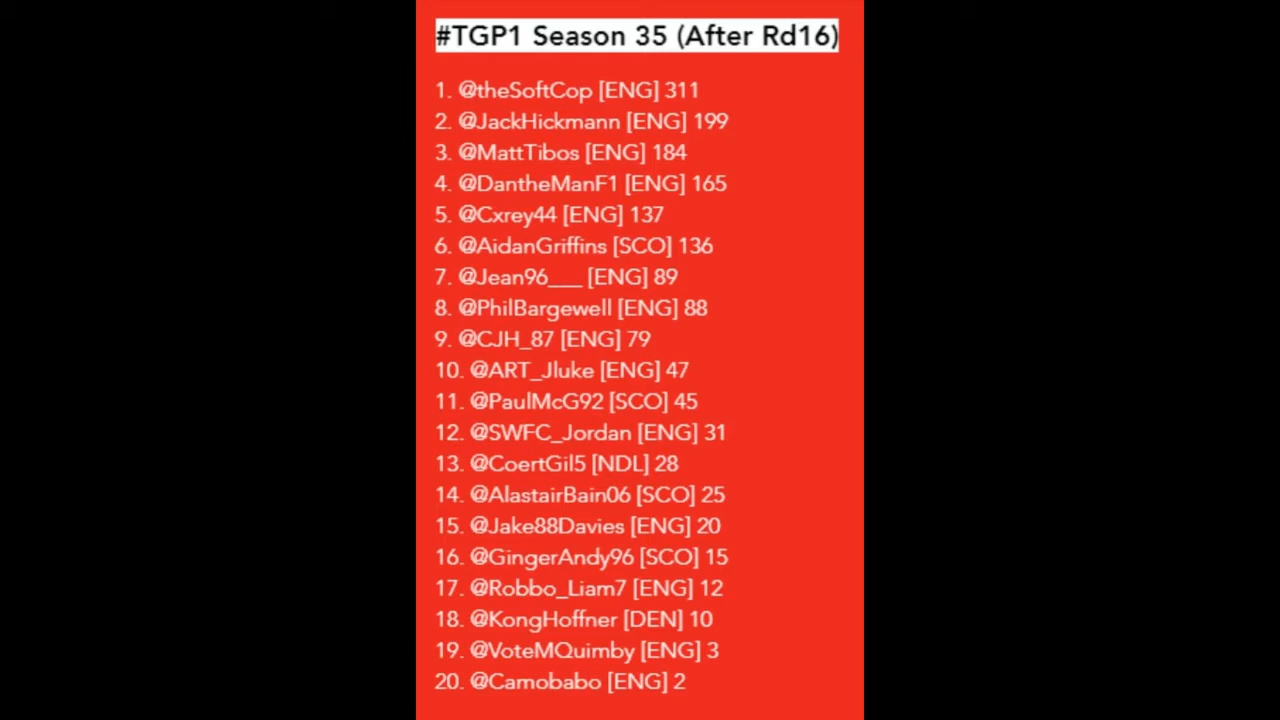 #TGP1 Season 35 (After Rd16)
1. @theSoftCop [ENG] 311
2. @JackHickmann [ENG] 199
3. @MattTibos [ENG] 184
4. @DantheManF1 [ENG] 165
5. @Cxrey44 [ENG] 137
6. @AidanGriffins [SCO] 136
7. @Jean96___ [ENG] 89
8. @PhilBargewell [ENG] 88
9. @CJH_87 [ENG] 79
10. @ART_Jluke [ENG] 47
11. @PaulMcG92 [SCO] 45
12. @SWFC_Jordan [ENG] 31
13. @CoertGil5 [NDL] 28
14. @AlastairBain06 [SCO] 25
15. @Jake88Davies [ENG] 20
16. @GingerAndy96 [SCO] 15
17. @Robbo_Liam7 [ENG] 12
18. @KongHoffner [DEN] 10
19. @VoteMQuimby [ENG] 3
20. @Camobabo [ENG] 2